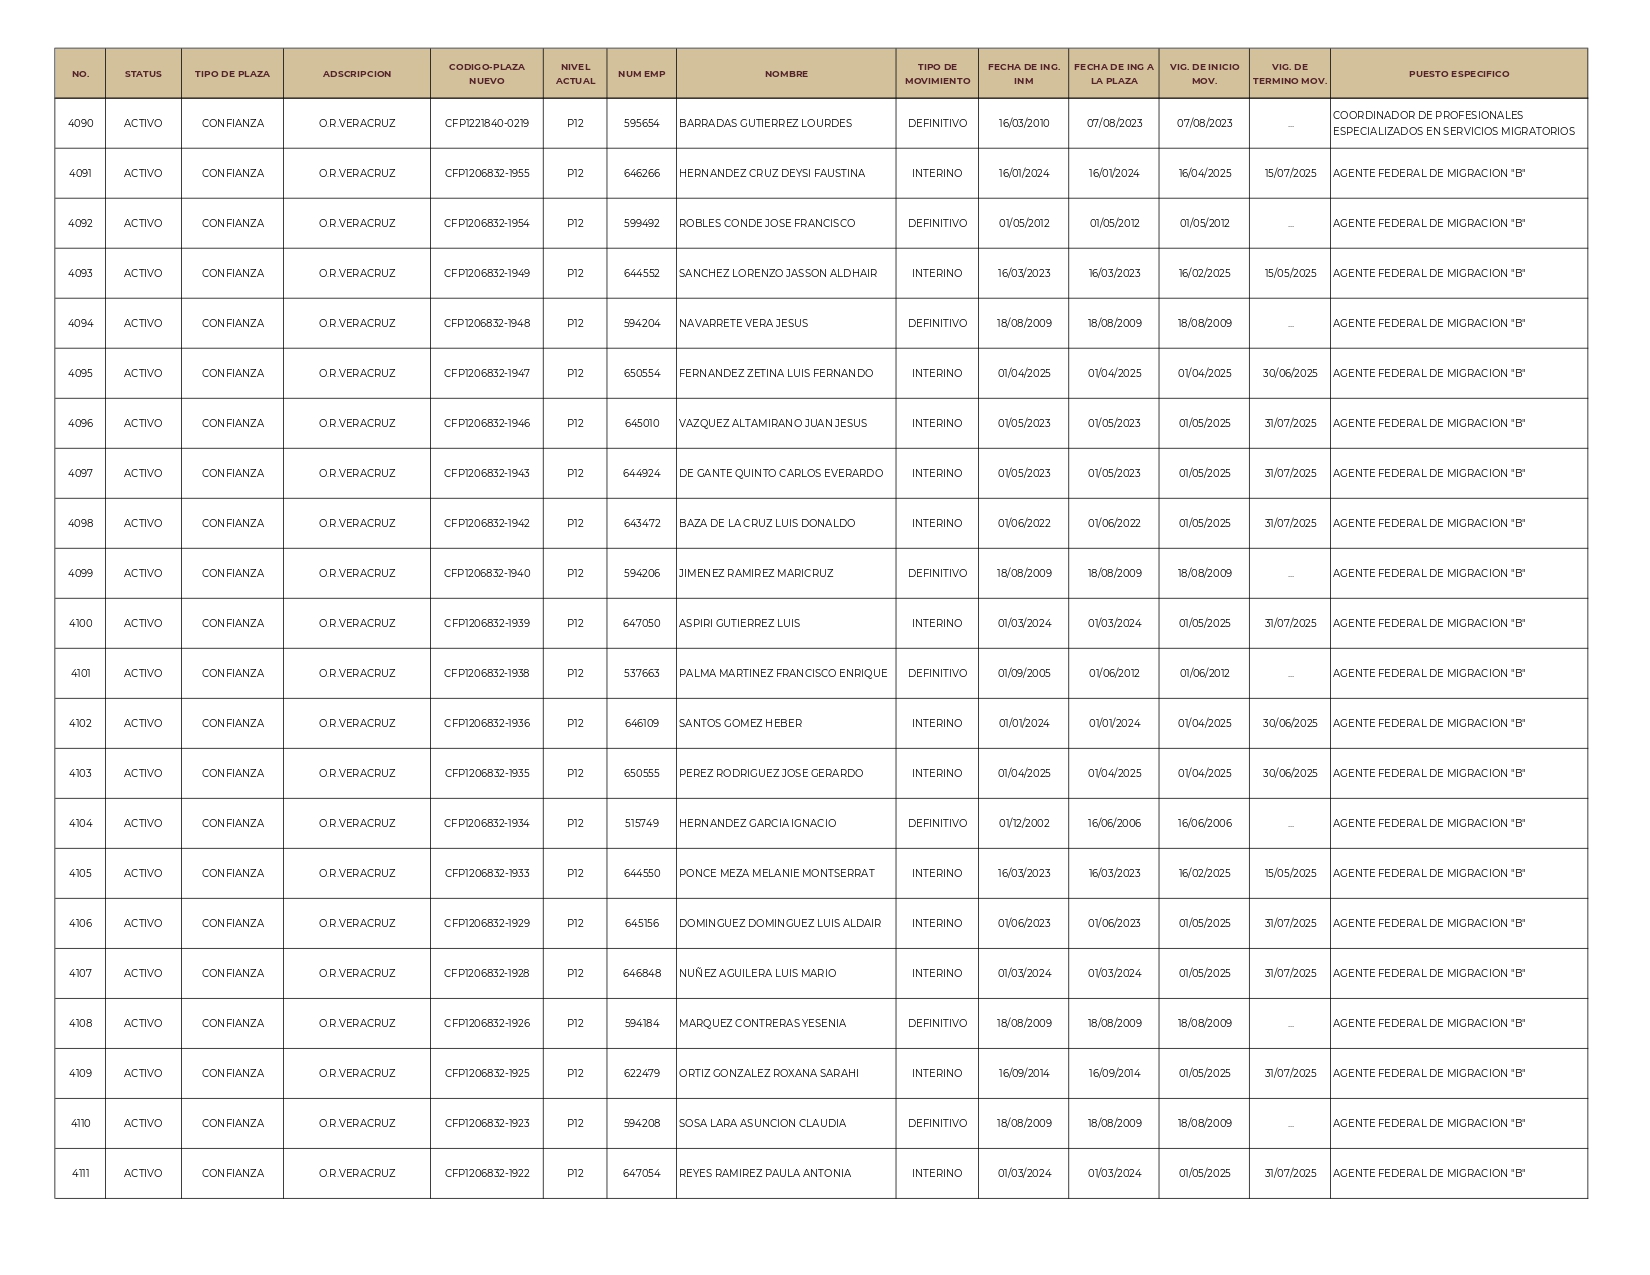 NO. STATUS TIPO DE PLAZA ADSCRIPCION CODIGO-PLAZA NUEVO NIVEL ACTUAL NUM EMP NOMBRE TIPO DE MOVIMIENTO FECHA DE ING. INM FECHA DE ING A LA PLAZA VIG. DE INICIO MOV. VIG. DE TERMINO MOV. PUESTO ESPECIFICO
4090 ACTIVO CONFIANZA O.R.VERACRUZ CFP1221840-0219 P12 595654 BARRADAS GUTIERREZ LOURDES DEFINITIVO 16/03/2010 07/08/2023 07/08/2023 ... COORDINADOR DE PROFESIONALES ESPECIALIZADOS EN SERVICIOS MIGRATORIOS
4091 ACTIVO CONFIANZA O.R.VERACRUZ CFP1206832-1955 P12 646266 HERNANDEZ CRUZ DEYSI FAUSTINA INTERINO 16/01/2024 16/01/2024 16/04/2025 15/07/2025 AGENTE FEDERAL DE MIGRACION "B"
4092 ACTIVO CONFIANZA O.R.VERACRUZ CFP1206832-1954 P12 599492 ROBLES CONDE JOSE FRANCISCO DEFINITIVO 01/05/2012 01/05/2012 01/05/2012 ... AGENTE FEDERAL DE MIGRACION "B"
4093 ACTIVO CONFIANZA O.R.VERACRUZ CFP1206832-1949 P12 644552 SANCHEZ LORENZO JASSON ALDHAIR INTERINO 16/03/2023 16/03/2023 16/02/2025 15/05/2025 AGENTE FEDERAL DE MIGRACION "B"
4094 ACTIVO CONFIANZA O.R.VERACRUZ CFP1206832-1948 P12 594204 NAVARRETE VERA JESUS DEFINITIVO 18/08/2009 18/08/2009 18/08/2009 ... AGENTE FEDERAL DE MIGRACION "B"
4095 ACTIVO CONFIANZA O.R.VERACRUZ CFP1206832-1947 P12 650554 FERNANDEZ ZETINA LUIS FERNANDO INTERINO 01/04/2025 01/04/2025 01/04/2025 30/06/2025 AGENTE FEDERAL DE MIGRACION "B"
4096 ACTIVO CONFIANZA O.R.VERACRUZ CFP1206832-1946 P12 645010 VAZQUEZ ALTAMIRANO JUAN JESUS INTERINO 01/05/2023 01/05/2023 01/05/2025 31/07/2025 AGENTE FEDERAL DE MIGRACION "B"
4097 ACTIVO CONFIANZA O.R.VERACRUZ CFP1206832-1943 P12 644924 DE GANTE QUINTO CARLOS EVERARDO INTERINO 01/05/2023 01/05/2023 01/05/2025 31/07/2025 AGENTE FEDERAL DE MIGRACION "B"
4098 ACTIVO CONFIANZA O.R.VERACRUZ CFP1206832-1942 P12 643472 BAZA DE LA CRUZ LUIS DONALDO INTERINO 01/06/2022 01/06/2022 01/05/2025 31/07/2025 AGENTE FEDERAL DE MIGRACION "B"
4099 ACTIVO CONFIANZA O.R.VERACRUZ CFP1206832-1940 P12 594206 JIMENEZ RAMIREZ MARICRUZ DEFINITIVO 18/08/2009 18/08/2009 18/08/2009 ... AGENTE FEDERAL DE MIGRACION "B"
4100 ACTIVO CONFIANZA O.R.VERACRUZ CFP1206832-1939 P12 647050 ASPIRI GUTIERREZ LUIS INTERINO 01/03/2024 01/03/2024 01/05/2025 31/07/2025 AGENTE FEDERAL DE MIGRACION "B"
4101 ACTIVO CONFIANZA O.R.VERACRUZ CFP1206832-1938 P12 537663 PALMA MARTINEZ FRANCISCO ENRIQUE DEFINITIVO 01/09/2005 01/06/2012 01/06/2012 ... AGENTE FEDERAL DE MIGRACION "B"
4102 ACTIVO CONFIANZA O.R.VERACRUZ CFP1206832-1936 P12 646109 SANTOS GOMEZ HEBER INTERINO 01/01/2024 01/01/2024 01/04/2025 30/06/2025 AGENTE FEDERAL DE MIGRACION "B"
4103 ACTIVO CONFIANZA O.R.VERACRUZ CFP1206832-1935 P12 650555 PEREZ RODRIGUEZ JOSE GERARDO INTERINO 01/04/2025 01/04/2025 01/04/2025 30/06/2025 AGENTE FEDERAL DE MIGRACION "B"
4104 ACTIVO CONFIANZA O.R.VERACRUZ CFP1206832-1934 P12 515749 HERNANDEZ GARCIA IGNACIO DEFINITIVO 01/12/2002 16/06/2006 16/06/2006 ... AGENTE FEDERAL DE MIGRACION "B"
4105 ACTIVO CONFIANZA O.R.VERACRUZ CFP1206832-1933 P12 644550 PONCE MEZA MELANIE MONTSERRAT INTERINO 16/03/2023 16/03/2023 16/02/2025 15/05/2025 AGENTE FEDERAL DE MIGRACION "B"
4106 ACTIVO CONFIANZA O.R.VERACRUZ CFP1206832-1929 P12 645156 DOMINGUEZ DOMINGUEZ LUIS ALDAIR INTERINO 01/06/2023 01/06/2023 01/05/2025 31/07/2025 AGENTE FEDERAL DE MIGRACION "B"
4107 ACTIVO CONFIANZA O.R.VERACRUZ CFP1206832-1928 P12 646848 NUÑEZ AGUILERA LUIS MARIO INTERINO 01/03/2024 01/03/2024 01/05/2025 31/07/2025 AGENTE FEDERAL DE MIGRACION "B"
4108 ACTIVO CONFIANZA O.R.VERACRUZ CFP1206832-1926 P12 594184 MARQUEZ CONTRERAS YESENIA DEFINITIVO 18/08/2009 18/08/2009 18/08/2009 ... AGENTE FEDERAL DE MIGRACION "B"
4109 ACTIVO CONFIANZA O.R.VERACRUZ CFP1206832-1925 P12 622479 ORTIZ GONZALEZ ROXANA SARAHI INTERINO 16/09/2014 16/09/2014 01/05/2025 31/07/2025 AGENTE FEDERAL DE MIGRACION "B"
4110 ACTIVO CONFIANZA O.R.VERACRUZ CFP1206832-1923 P12 594208 SOSA LARA ASUNCION CLAUDIA DEFINITIVO 18/08/2009 18/08/2009 18/08/2009 ... AGENTE FEDERAL DE MIGRACION "B"
4111 ACTIVO CONFIANZA O.R.VERACRUZ CFP1206832-1922 P12 647054 REYES RAMIREZ PAULA ANTONIA INTERINO 01/03/2024 01/03/2024 01/05/2025 31/07/2025 AGENTE FEDERAL DE MIGRACION "B"